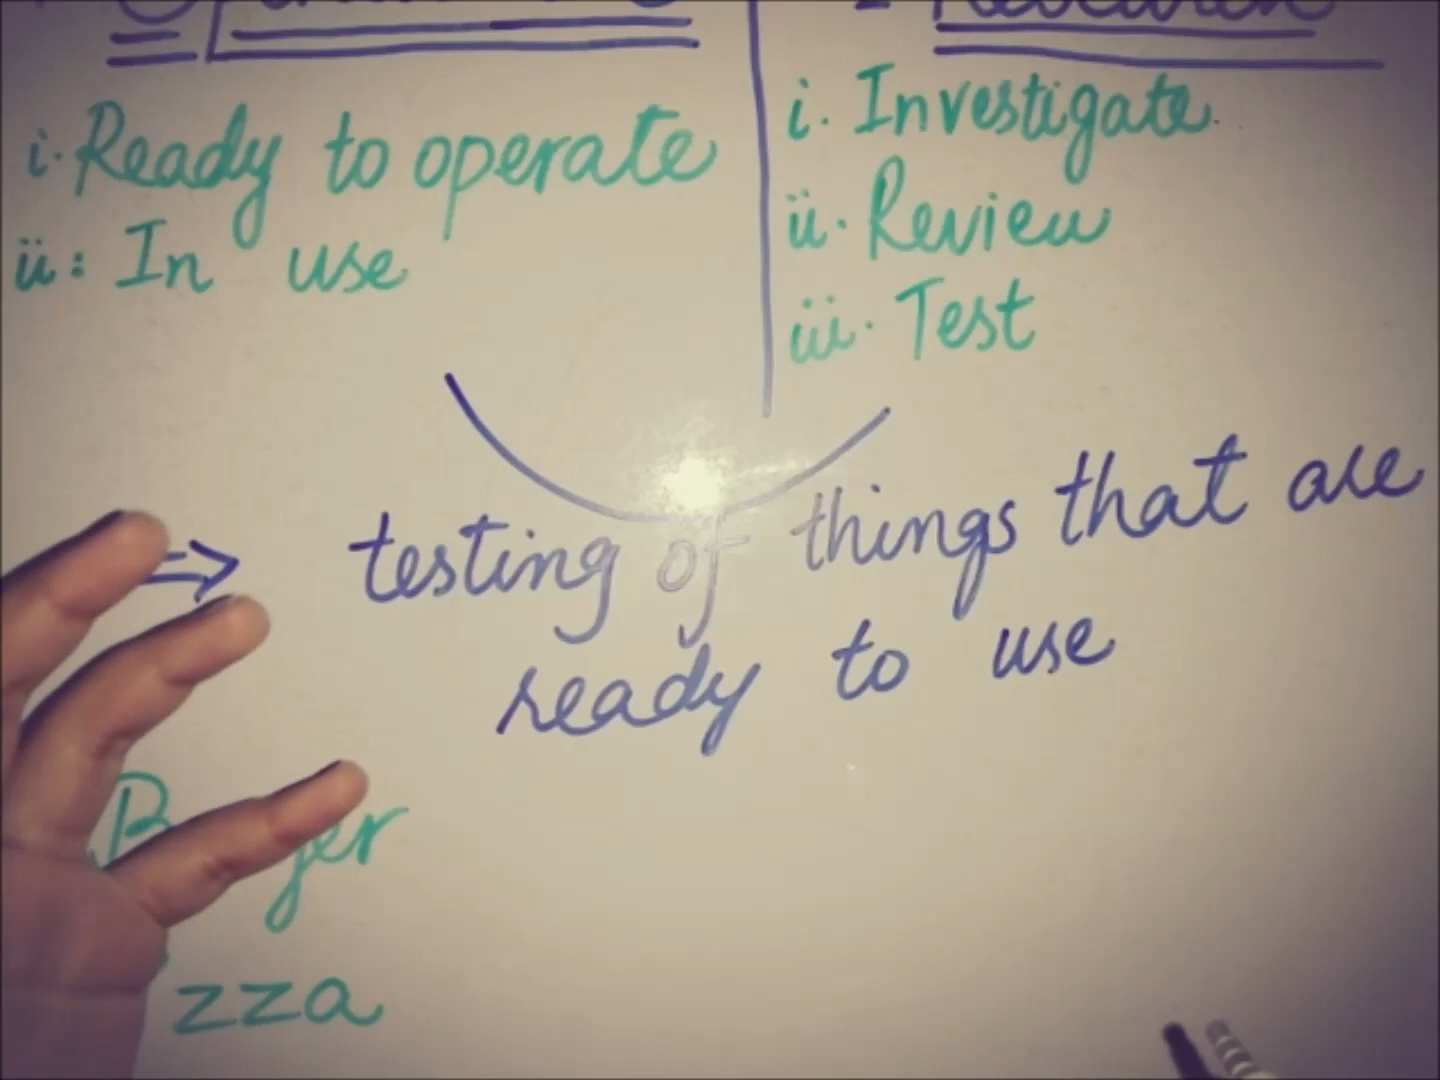 Research
i. Ready to operate
ii: In use
i. Investigate.
ii. Review
iii. Test
⇒ testing of things that are
ready to use